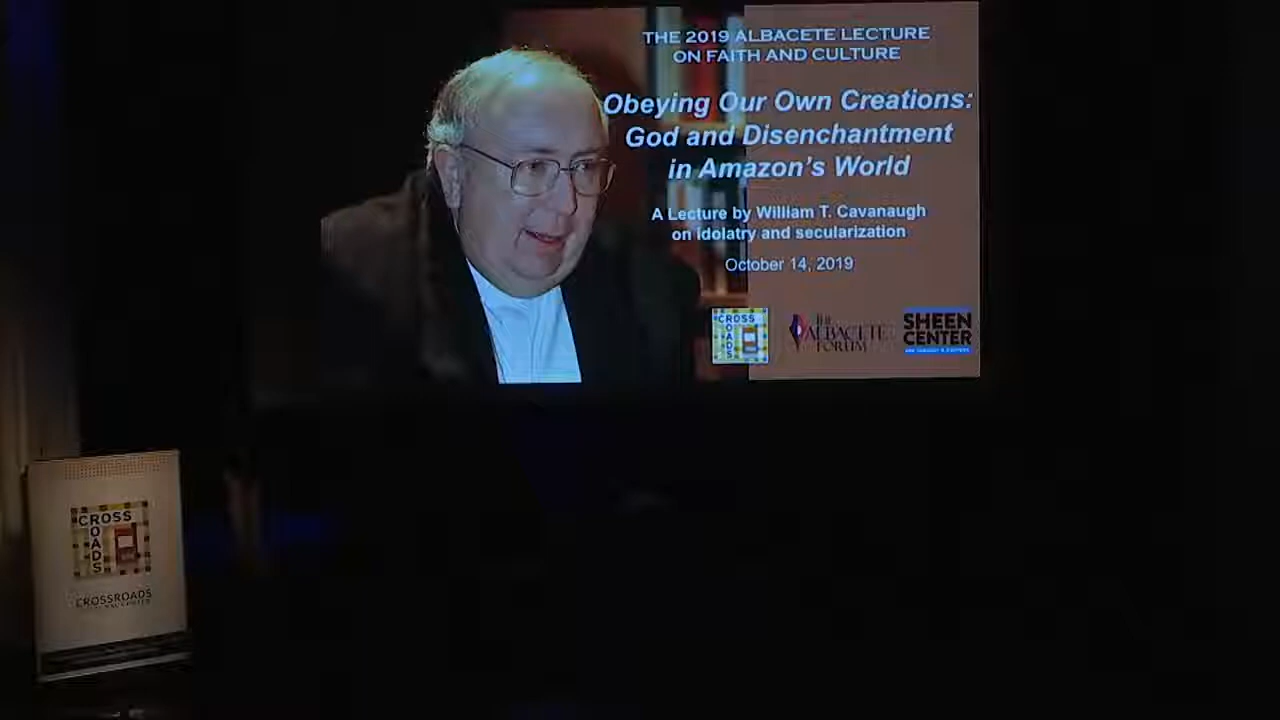 THE 2019 ALBACETE LECTURE
ON FAITH AND CULTURE
Obeying Our Own Creations:
God and Disenchantment
in Amazon's World
A Lecture by William T. Cavanaugh
on idolatry and secularization
October 14, 2019
CROSS
ROADS
THE
ALBACETE
FORUM
SHEEN
CENTER
CROSS
ROADS
CROSSROADS